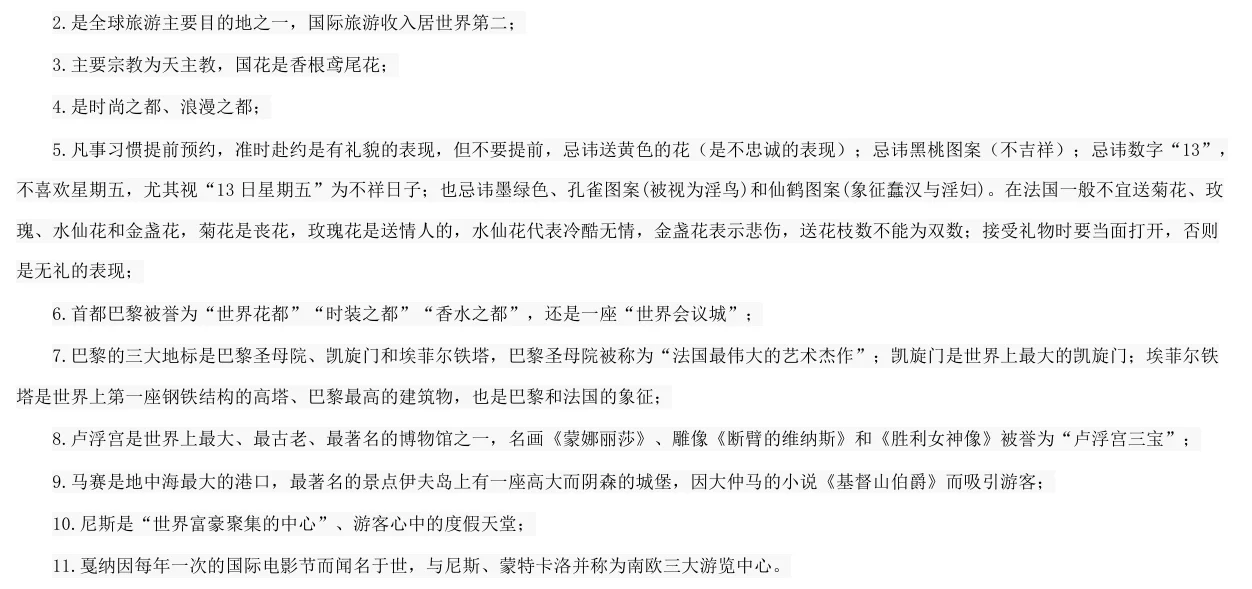 2.是全球旅游主要目的地之一，国际旅游收入居世界第二；
3.主要宗教为天主教，国花是香根鸢尾花；
4.是时尚之都、浪漫之都；
5.凡事习惯提前预约，准时赴约是有礼貌的表现，但不要提前，忌讳送黄色的花（是不忠诚的表现）；忌讳黑桃图案（不吉祥）；忌讳数字“13”，
不喜欢星期五，尤其视“13日星期五”为不祥日子；也忌讳墨绿色、孔雀图案(被视为淫鸟)和仙鹤图案(象征蠢汉与淫妇)。在法国一般不宜送菊花、玫
瑰、水仙花和金盏花，菊花是丧花，玫瑰花是送情人的，水仙花代表冷酷无情，金盏花表示悲伤，送花枝数不能为双数；接受礼物时要当面打开，否则
是无礼的表现；
6.首都巴黎被誉为“世界花都”“时装之都”“香水之都”，还是一座“世界会议城”；
7.巴黎的三大地标是巴黎圣母院、凯旋门和埃菲尔铁塔，巴黎圣母院被称为“法国最伟大的艺术杰作”；凯旋门是世界上最大的凯旋门；埃菲尔铁
塔是世界上第一座钢铁结构的高塔、巴黎最高的建筑物，也是巴黎和法国的象征；
8.卢浮宫是世界上最大、最古老、最著名的博物馆之一，名画《蒙娜丽莎》、雕像《断臂的维纳斯》和《胜利女神像》被誉为“卢浮宫三宝”；
9.马赛是地中海最大的港口，最著名的景点伊夫岛上有一座高大而阴森的城堡，因大仲马的小说《基督山伯爵》而吸引游客；
10.尼斯是“世界富豪聚集的中心”、游客心中的度假天堂；
11.戛纳因每年一次的国际电影节而闻名于世，与尼斯、蒙特卡洛并称为南欧三大游览中心。